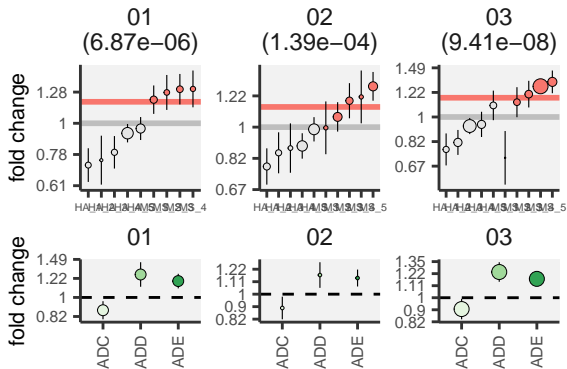 01
02
03
(6.87e−06)
(1.39e−04)
(9.41e−08)
fold change
1.28
1
0.78
0.61
1.22
1
0.82
0.67
1.49
1.22
1
0.82
0.67
01
02
03
fold change
1.49
1.22
1
0.82
1.22
1.11
1
0.9
0.82
1.35
1.22
1.11
1
0.9
0.82
ADC
ADD
ADE
ADC
ADD
ADE
ADC
ADD
ADE